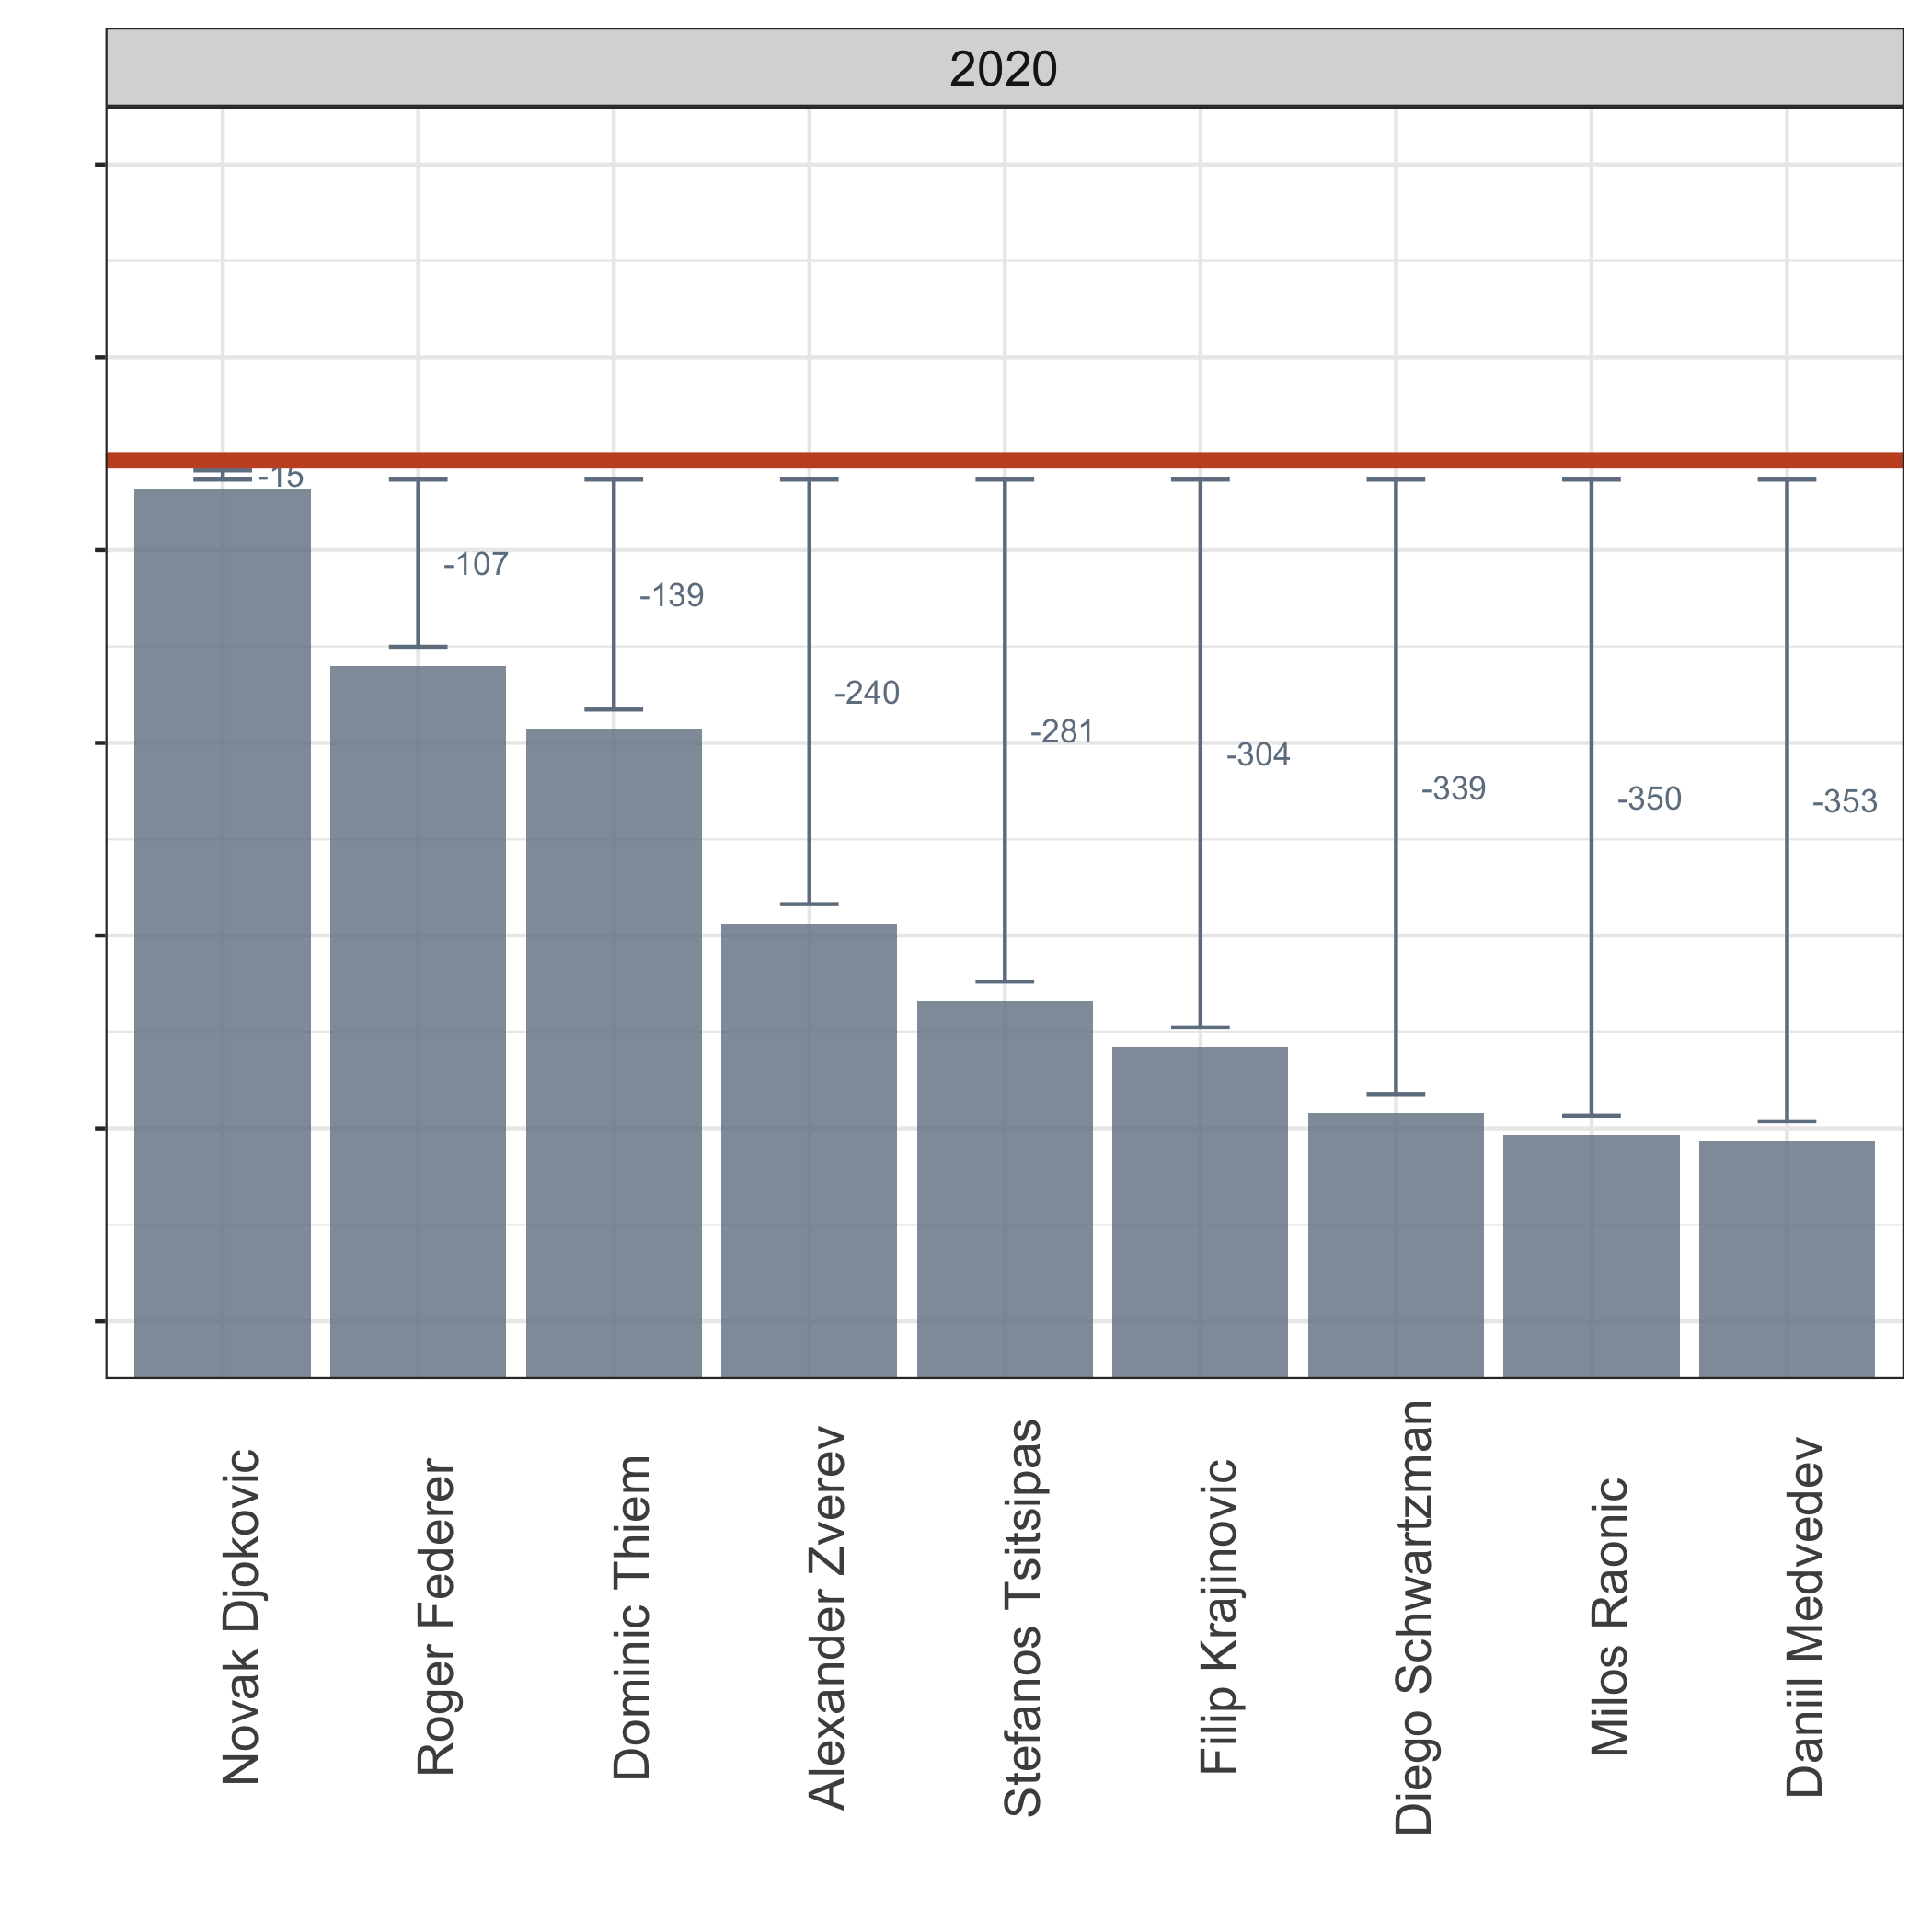 2020
-15
-107
-139
-240
-281
-304
-339
-350
-353
Novak Djokovic
Roger Federer
Dominic Thiem
Alexander Zverev
Stefanos Tsitsipas
Filip Krajinovic
Diego Schwartzman
Milos Raonic
Daniil Medvedev